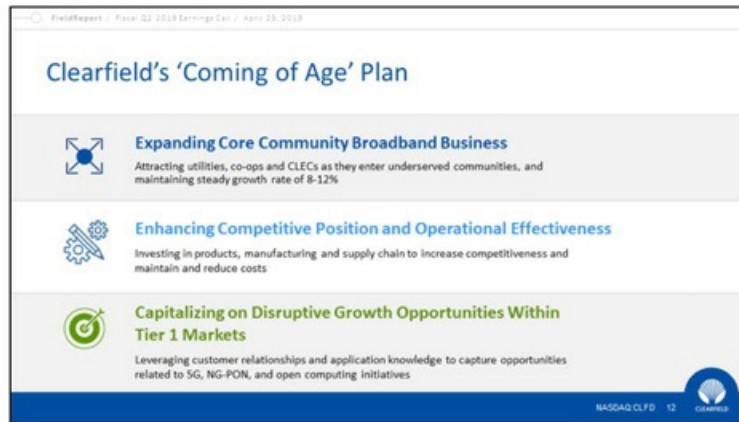 FieldReport / Fiscal Q2 2019 Earnings Call / April 25, 2019
Clearfield's 'Coming of Age' Plan
Expanding Core Community Broadband Business
Attracting utilities, co-ops and CLECs as they enter underserved communities, and
maintaining steady growth rate of 8-12%
Enhancing Competitive Position and Operational Effectiveness
Investing in products, manufacturing and supply chain to increase competitiveness and
maintain and reduce costs
Capitalizing on Disruptive Growth Opportunities Within
Tier 1 Markets
Leveraging customer relationships and application knowledge to capture opportunities
related to 5G, NG-PON, and open computing initiatives
NASDAQ:CLFD 12 CLEARFIELD